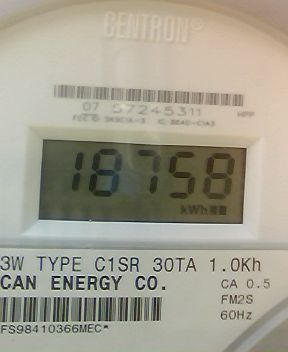 CENTRON®
07 57245311
18758
kWh
3W TYPE C1SR 30TA 1.0Kh
CAN ENERGY CO.
CA 0.5
FM2S
60Hz
FS98410366MEC*